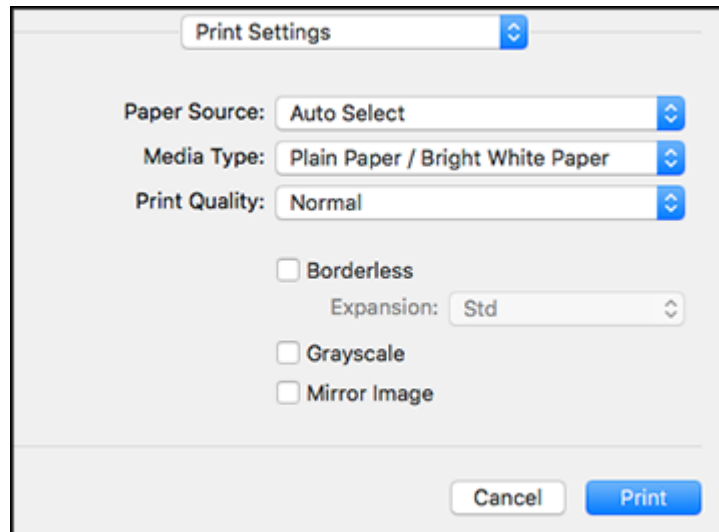 Print Settings
Paper Source: Auto Select
Media Type: Plain Paper / Bright White Paper
Print Quality: Normal
Borderless
Expansion: Std
Grayscale
Mirror Image
Cancel Print